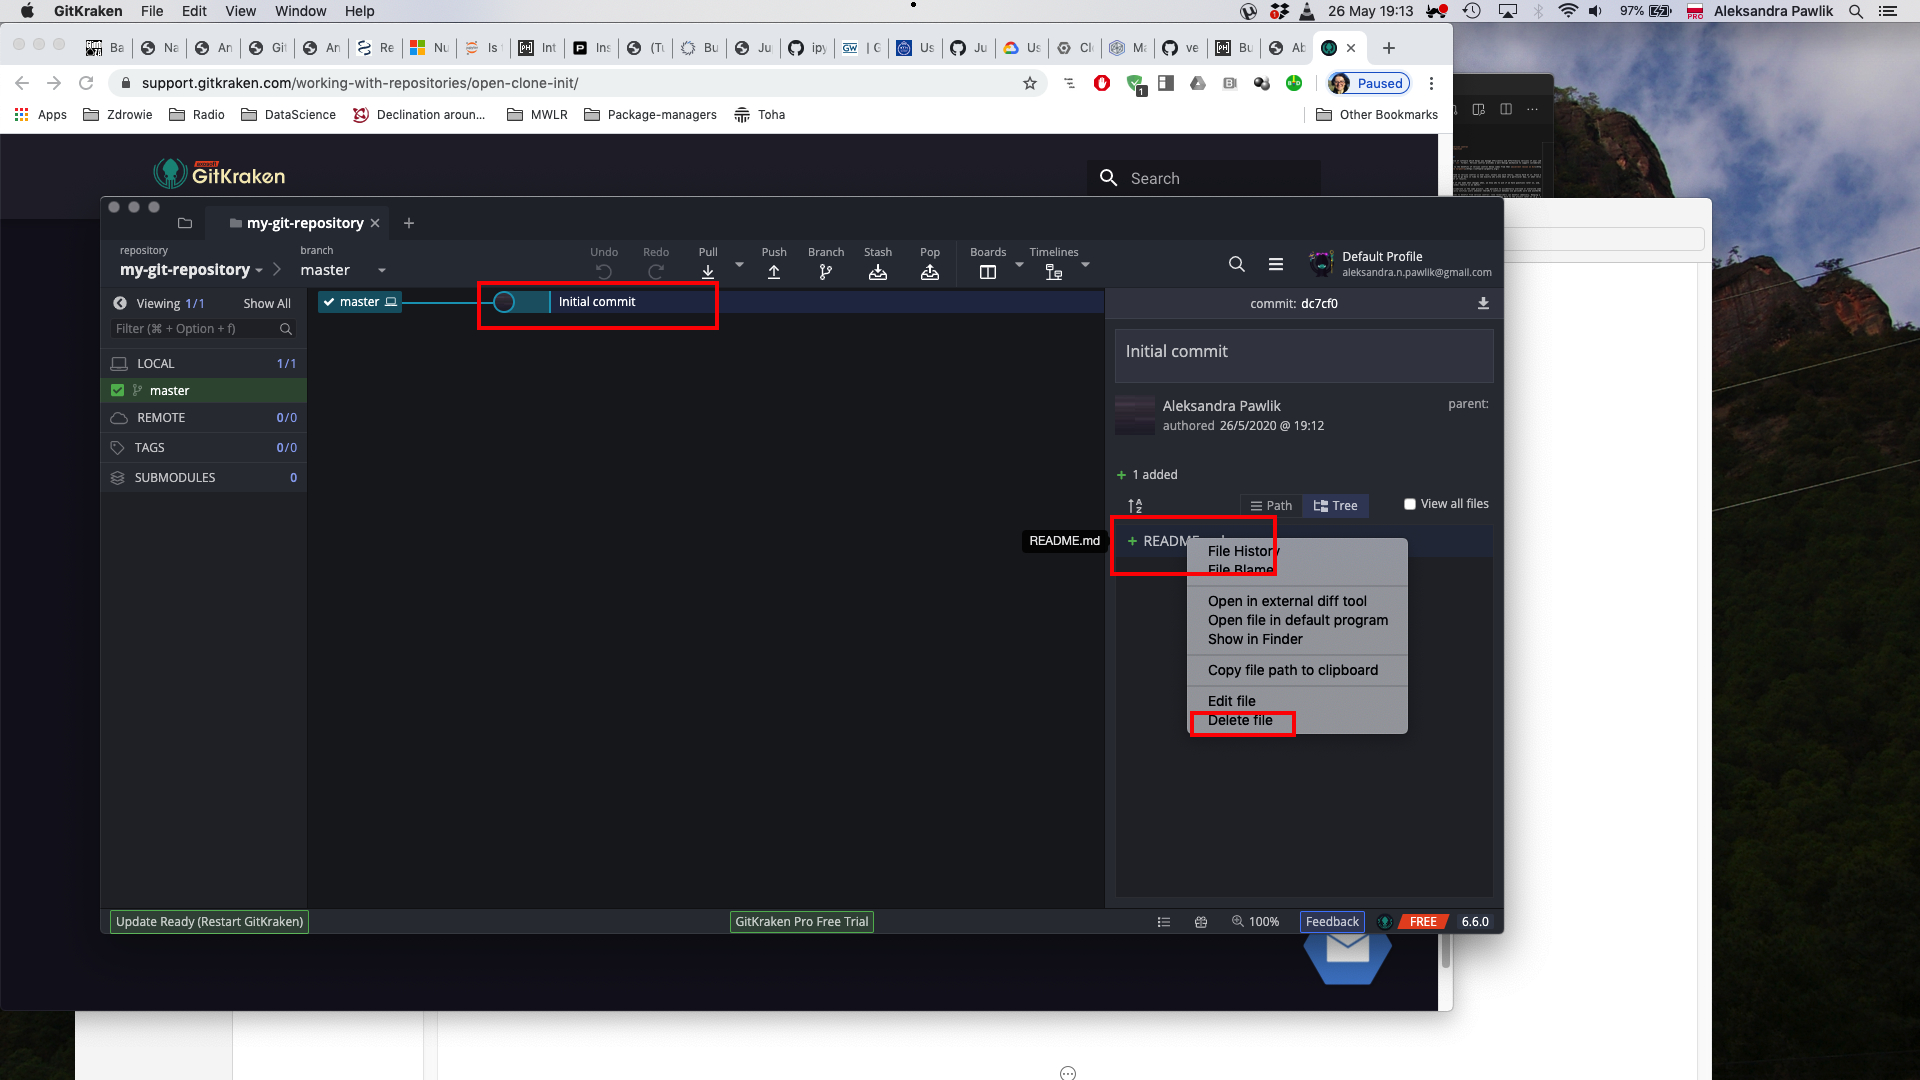 GitKraken File Edit View Window Help
26 May 19:13
97%
PRO
Aleksandra Pawlik
Ba
Na
An
Git
An
Re
Nu
Is t
Int
Ins
(Tu
Bu
Ju
ipy
GW
| G
Us
Ju
Us
Cl
Ma
ve
Bu
Ab
support.gitkraken.com/working-with-repositories/open-clone-init/
1
Paused
Apps
Zdrowie
Radio
DataScience
Declination aroun...
MWLR
Package-managers
Toha
Other Bookmarks
axosoft
GitKraken
Search
my-git-repository
repository
my-git-repository
branch
master
Undo
Redo
Pull
Push
Branch
Stash
Pop
Boards
Timelines
Default Profile
aleksandra.n.pawlik@gmail.com
Viewing 1/1
Show All
Filter (⌘ + Option + f)
LOCAL 1/1
master
REMOTE 0/0
TAGS 0/0
SUBMODULES 0
master
Initial commit
commit: dc7cf0
Initial commit
Aleksandra Pawlik
authored 26/5/2020 @ 19:12
parent:
+ 1 added
A
Z
Path
Tree
View all files
README.md
+ README.md
File History
File Blame
Open in external diff tool
Open file in default program
Show in Finder
Copy file path to clipboard
Edit file
Delete file
Update Ready (Restart GitKraken)
GitKraken Pro Free Trial
100%
Feedback
FREE
6.6.0